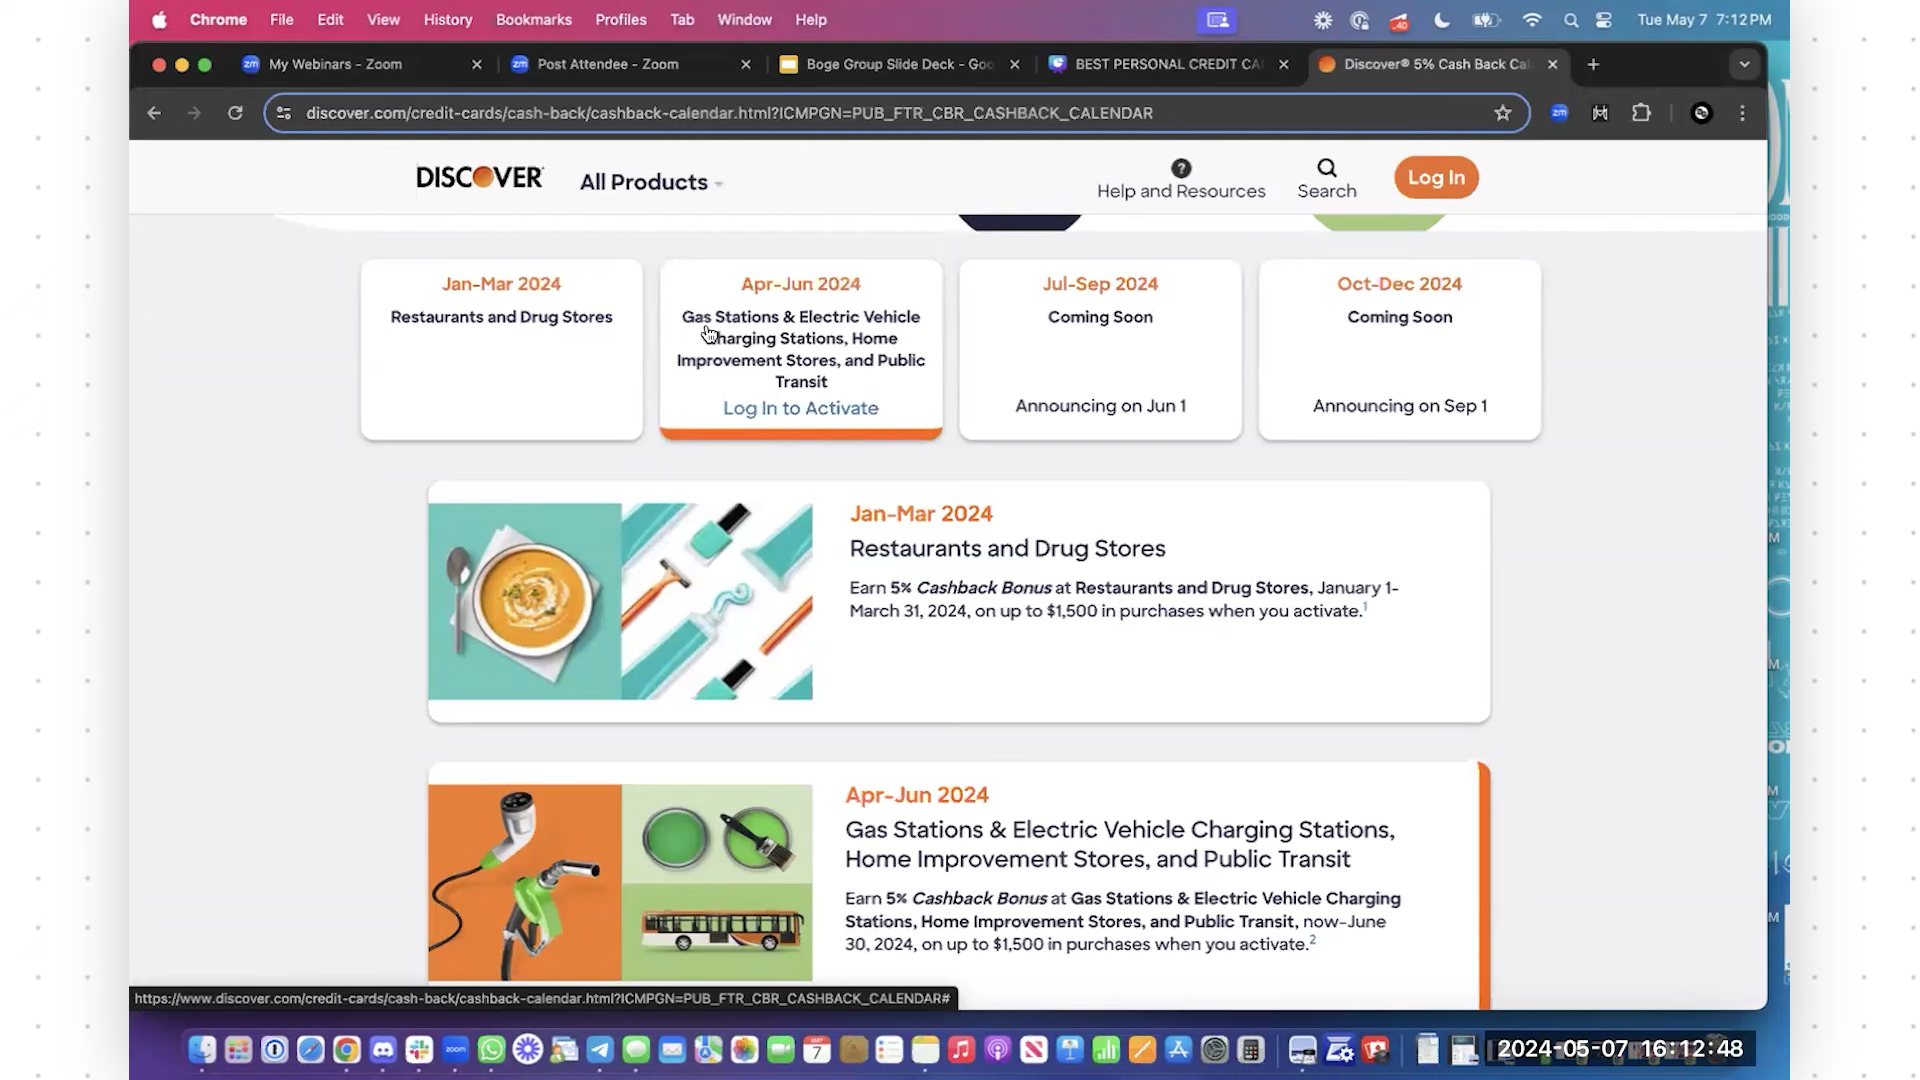 Chrome File Edit View History Bookmarks Profiles Tab Window Help
40
Tue May 7 7:12 PM
zm My Webinars - Zoom
zm Post Attendee - Zoom
Boge Group Slide Deck - Goo
BEST PERSONAL CREDIT CA
Discover® 5% Cash Back Cal
discover.com/credit-cards/cash-back/cashback-calendar.html?ICMPGN=PUB_FTR_CBR_CASHBACK_CALENDAR
zm
DISCOVER
All Products
? Help and Resources
Search
Log In
Jan-Mar 2024
Restaurants and Drug Stores
Apr-Jun 2024
Gas Stations & Electric Vehicle
Charging Stations, Home
Improvement Stores, and Public
Transit
Log In to Activate
Jul-Sep 2024
Coming Soon
Announcing on Jun 1
Oct-Dec 2024
Coming Soon
Announcing on Sep 1
Jan-Mar 2024
Restaurants and Drug Stores
Earn 5% Cashback Bonus at Restaurants and Drug Stores, January 1-
March 31, 2024, on up to $1,500 in purchases when you activate.1
Apr-Jun 2024
Gas Stations & Electric Vehicle Charging Stations,
Home Improvement Stores, and Public Transit
Earn 5% Cashback Bonus at Gas Stations & Electric Vehicle Charging
Stations, Home Improvement Stores, and Public Transit, now–June
30, 2024, on up to $1,500 in purchases when you activate.2
https://www.discover.com/credit-cards/cash-back/cashback-calendar.html?ICMPGN=PUB_FTR_CBR_CASHBACK_CALENDAR#
zoom
7
2024-05-07 16:12:48